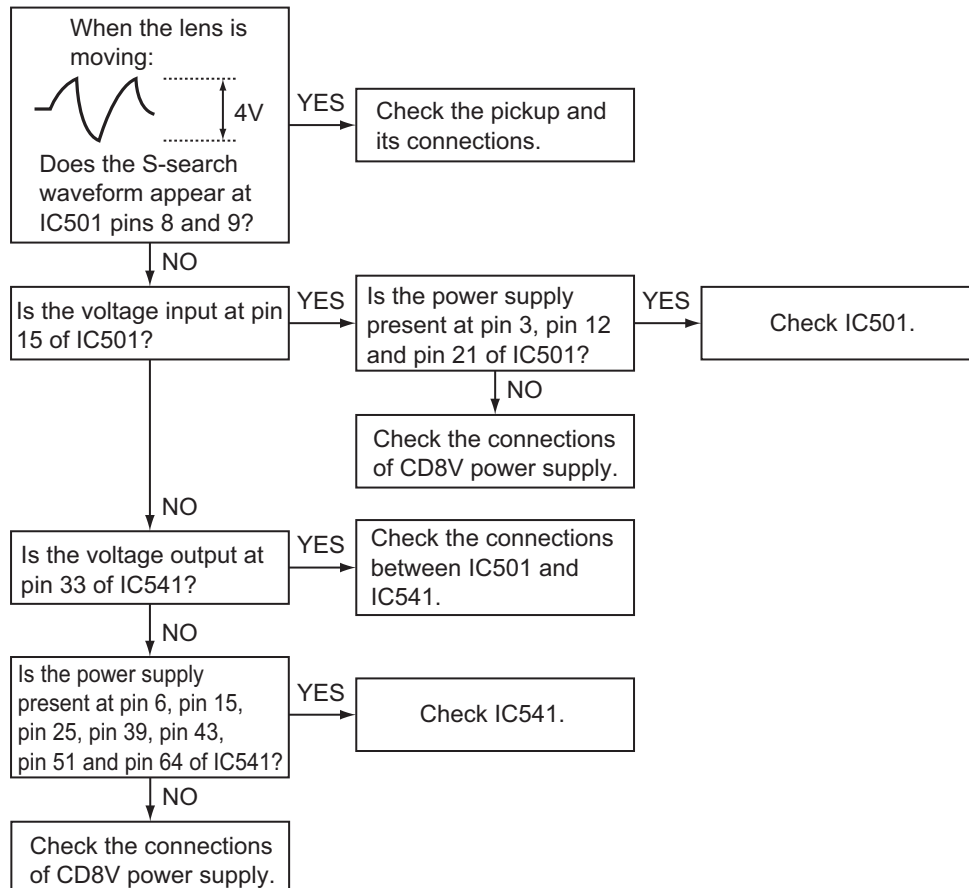 When the lens is
moving:
4V
Does the S-search
waveform appear at
IC501 pins 8 and 9?
YES
Check the pickup and
its connections.
NO
Is the voltage input at pin
15 of IC501?
YES
Is the power supply
present at pin 3, pin 12
and pin 21 of IC501?
YES
Check IC501.
NO
Check the connections
of CD8V power supply.
NO
Is the voltage output at
pin 33 of IC541?
YES
Check the connections
between IC501 and
IC541.
NO
Is the power supply
present at pin 6, pin 15,
pin 25, pin 39, pin 43,
pin 51 and pin 64 of IC541?
YES
Check IC541.
NO
Check the connections
of CD8V power supply.